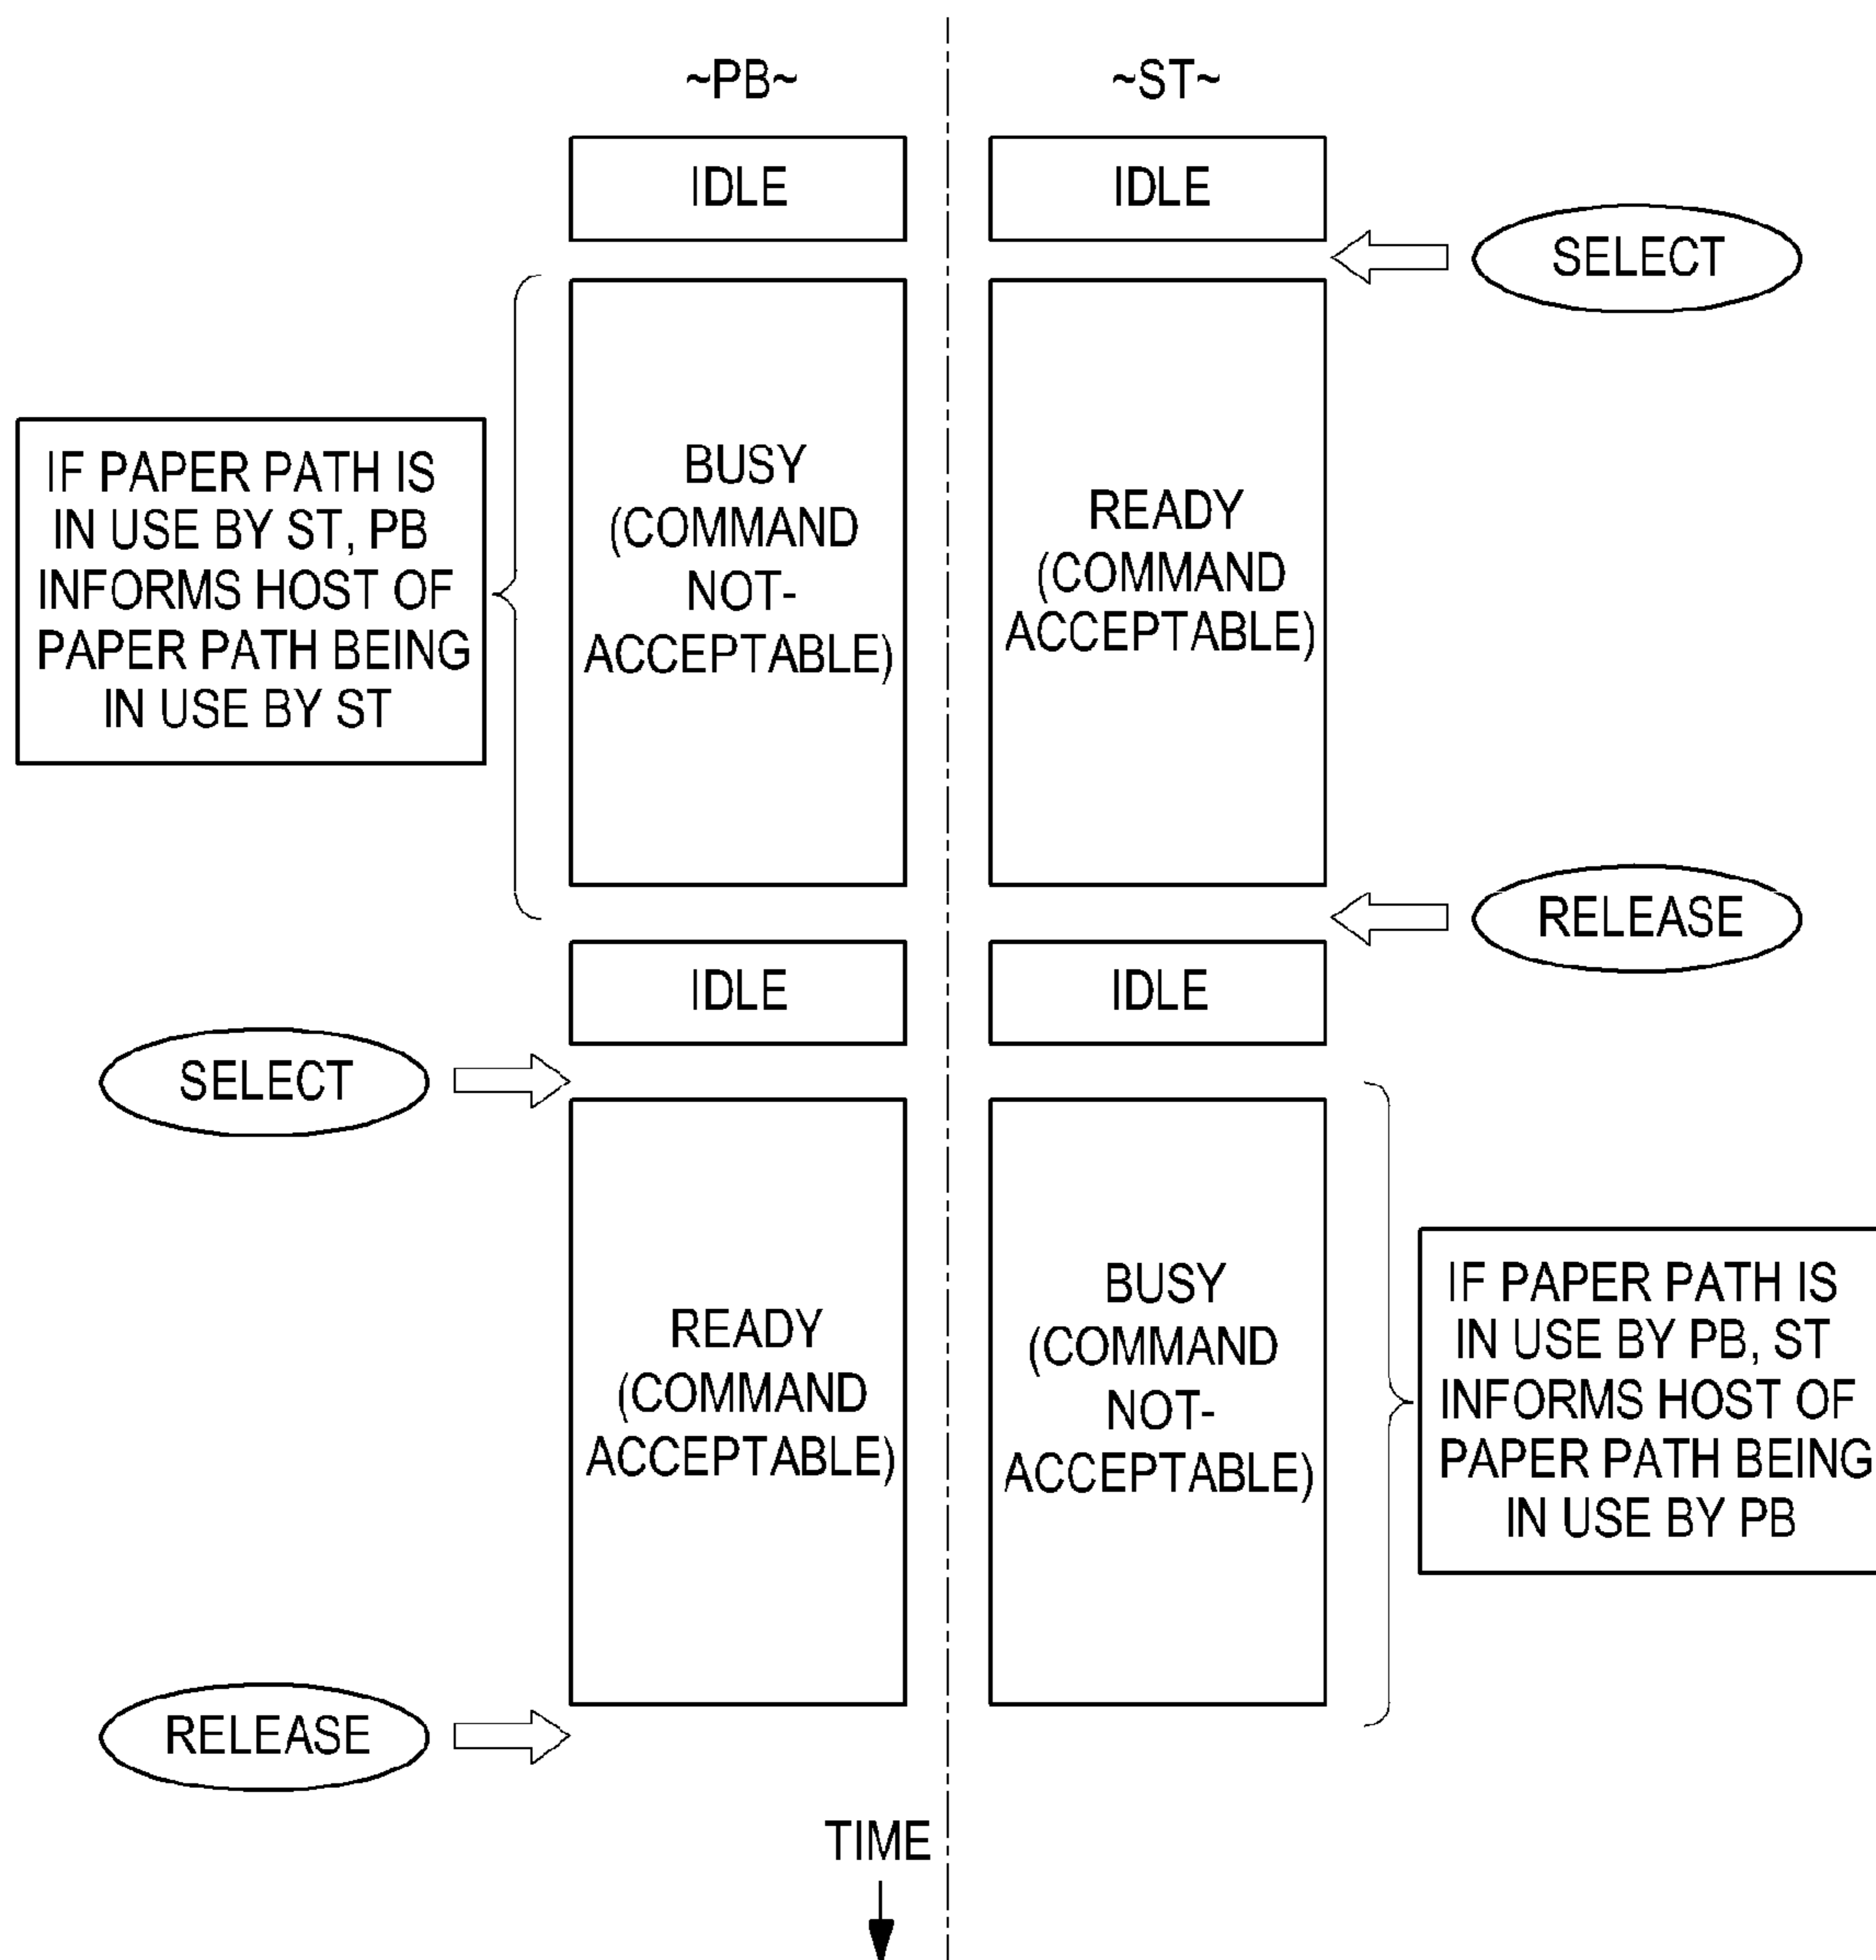 ~PB~
~ST~
IDLE
IDLE
SELECT
IF PAPER PATH IS
IN USE BY ST, PB
INFORMS HOST OF
PAPER PATH BEING
IN USE BY ST
BUSY
(COMMAND
NOT-
ACCEPTABLE)
READY
(COMMAND
ACCEPTABLE)
RELEASE
IDLE
IDLE
SELECT
READY
(COMMAND
ACCEPTABLE)
BUSY
(COMMAND
NOT-
ACCEPTABLE)
IF PAPER PATH IS
IN USE BY PB, ST
INFORMS HOST OF
PAPER PATH BEING
IN USE BY PB
RELEASE
TIME